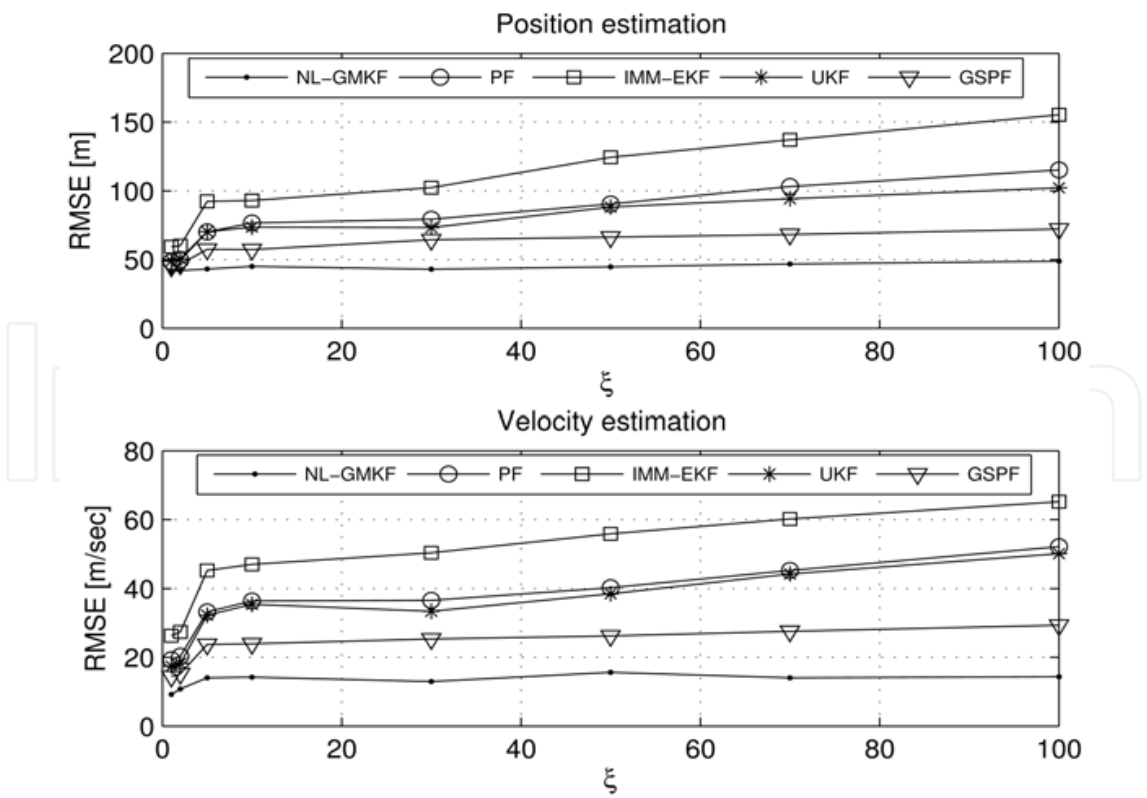 Position estimation
200
150
100
50
0
RMSE [m]
NL-GMKF PF IMM-EKF UKF GSPF
0 20 40 60 80 100
ξ
Velocity estimation
80
60
40
20
0
RMSE [m/sec]
NL-GMKF PF IMM-EKF UKF GSPF
0 20 40 60 80 100
ξ